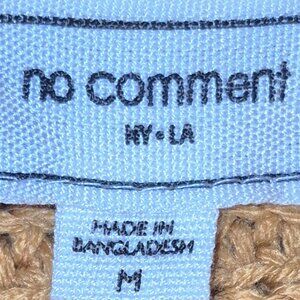 no comment
NY • LA
MADE IN
BANGLADESH
M